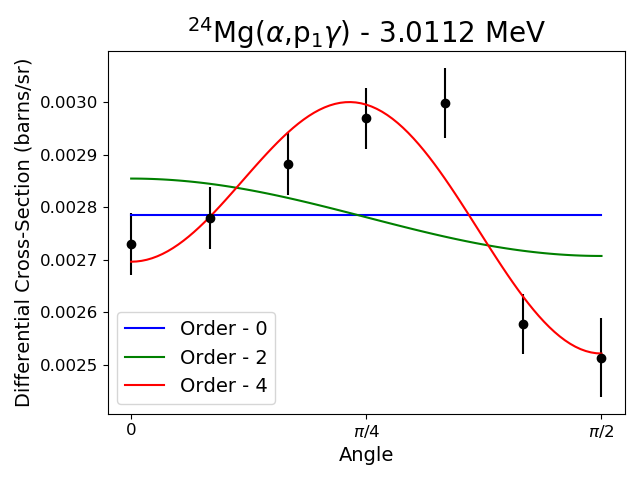 ²⁴Mg(α,p₁γ) - 3.0112 MeV
Differential Cross-Section (barns/sr)
0.0030
0.0029
0.0028
0.0027
0.0026
0.0025
Order - 0
Order - 2
Order - 4
0
π/4
π/2
Angle